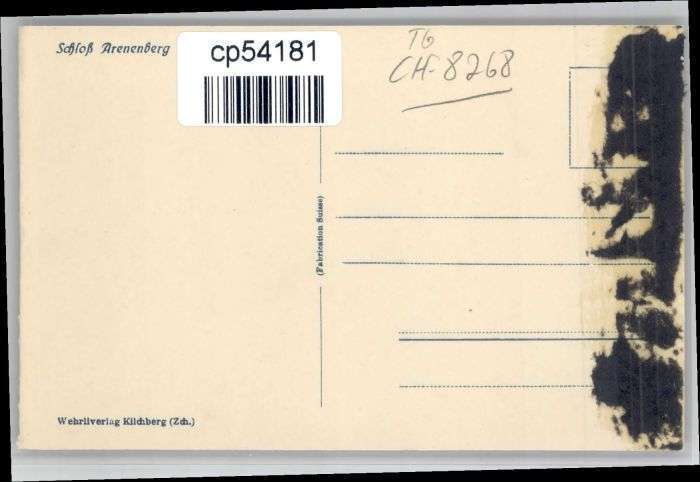 Schloß Arenenberg
cp54181
TG
CH-8268
(Fabrication Suisse)
Wehrliverlag Kilchberg (Zch.)